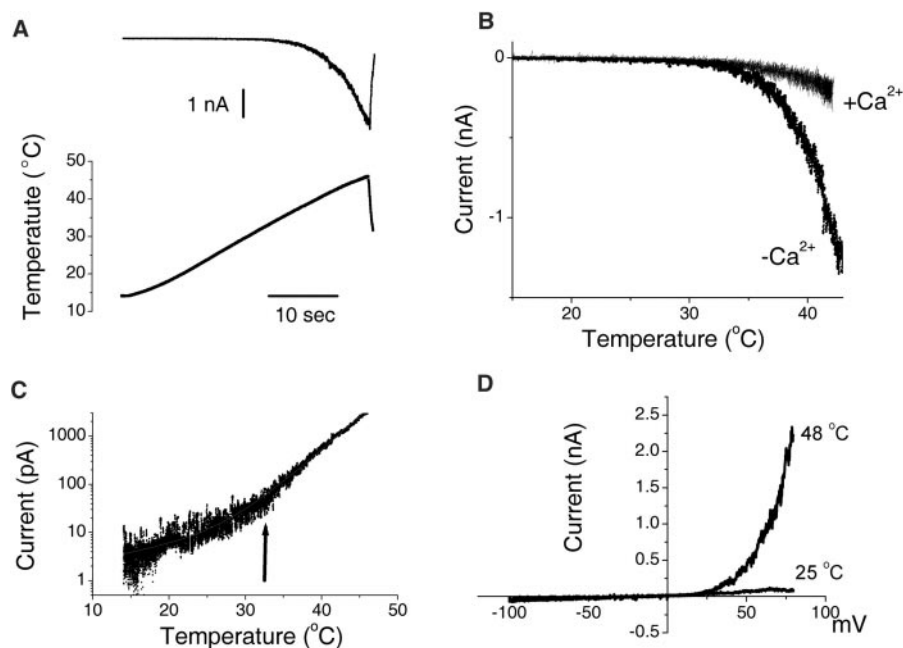 A
1 nA
Temperatute (°C)
50
40
30
20
10
10 sec
B
Current (nA)
0
-1
+Ca2+
-Ca2+
20
30
40
Temperature (°C)
C
Current (pA)
1000
100
10
1
10
20
30
40
50
Temperature (°C)
D
Current (nA)
2.5
2.0
1.5
1.0
0.5
-0.5
48 °C
25 °C
-100
-50
0
50
100
mV